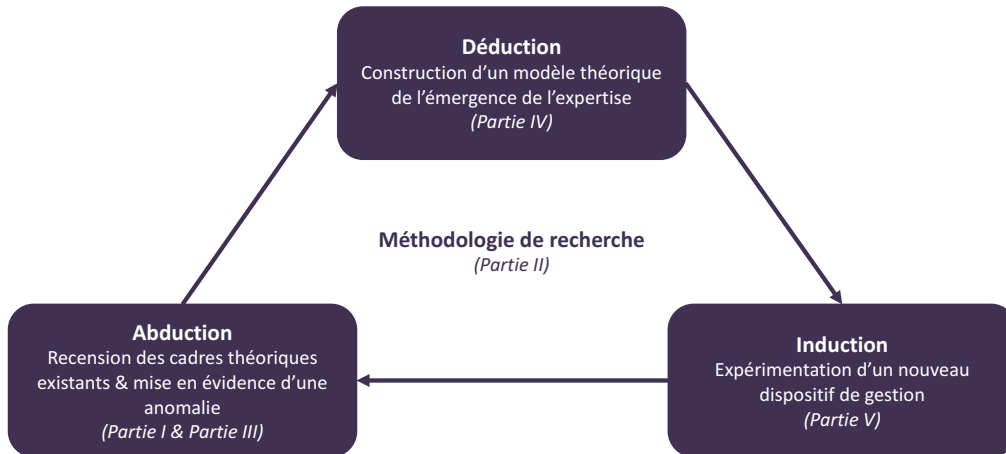 Déduction
Construction d'un modèle théorique
de l'émergence de l'expertise
(Partie IV)
Méthodologie de recherche
(Partie II)
Abduction
Recension des cadres théoriques
existants & mise en évidence d'une
anomalie
(Partie I & Partie III)
Induction
Expérimentation d'un nouveau
dispositif de gestion
(Partie V)